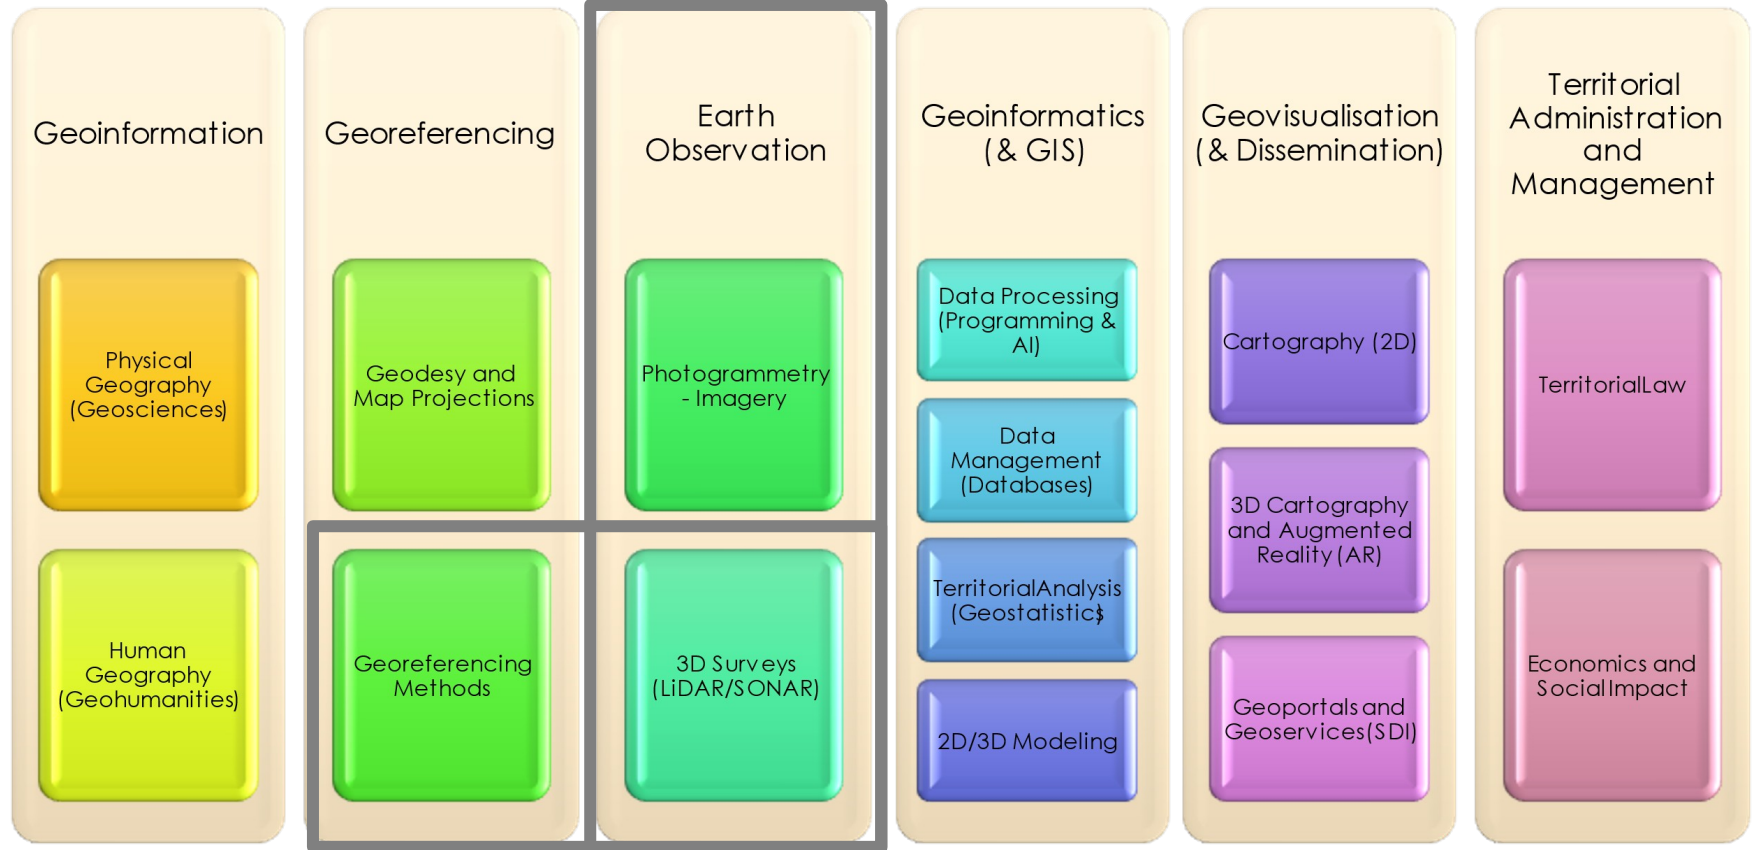 Geoinformation
Physical
Geography
(Geosciences)
Human
Geography
(Geohumanities)
Georeferencing
Geodesy and
Map Projections
Georeferencing
Methods
Earth
Observation
Photogrammetry
- Imagery
3D Surveys
(LiDAR/SONAR)
Geoinformatics
(& GIS)
Data Processing
(Programming &
AI)
Data
Management
(Databases)
TerritorialAnalysis
(Geostatistics)
2D/3D Modeling
Geovisualisation
(& Dissemination)
Cartography (2D)
3D Cartography
and Augmented
Reality (AR)
Geoportals and
Geoservices(SDI)
Territorial
Administration
and
Management
TerritorialLaw
Economics and
Social Impact